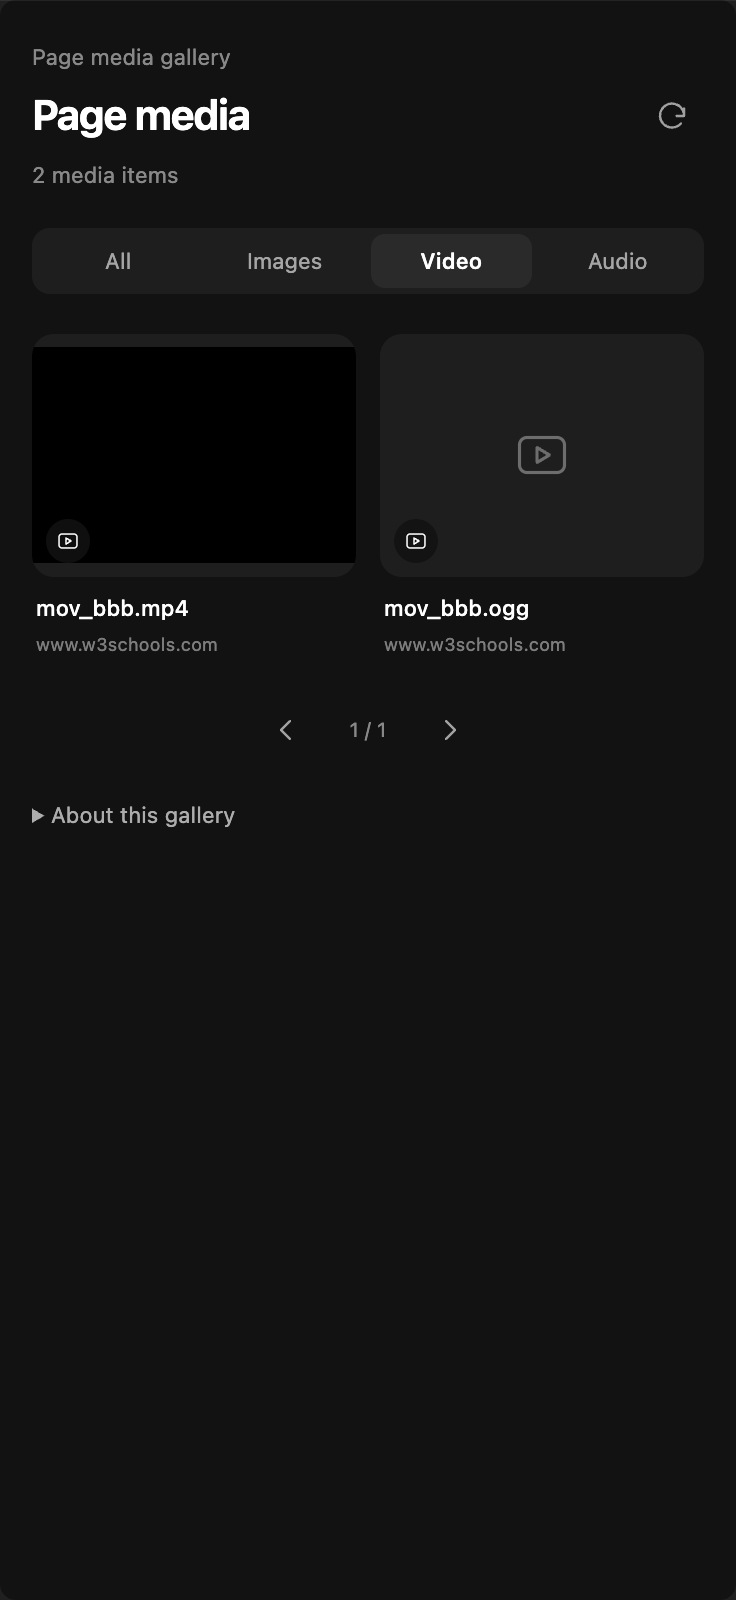 Page media gallery
Page media
2 media items
All Images Video Audio
mov_bbb.mp4 mov_bbb.ogg
www.w3schools.com www.w3schools.com
1 / 1
About this gallery